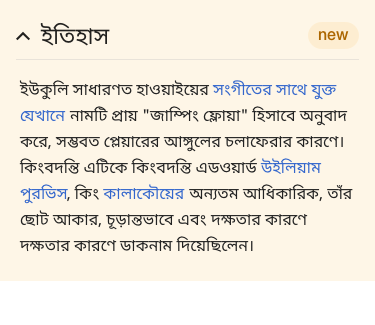 ইতিহাস
new
ইউকুলি সাধারণত হাওয়াইয়ের সংগীতের সাথে যুক্ত
যেখানে নামটি প্রায় "জাম্পিং ফ্লোয়া" হিসাবে অনুবাদ
করে, সম্ভবত প্লেয়ারের আঙ্গুলের চলাফেরার কারণে।
কিংবদন্তি এটিকে কিংবদন্তি এডওয়ার্ড উইলিয়াম
পুরভিস, কিং কালাকৌয়ের অন্যতম আধিকারিক, তাঁর
ছোট আকার, চূড়ান্তভাবে এবং দক্ষতার কারণে
দক্ষতার কারণে ডাকনাম দিয়েছিলেন।